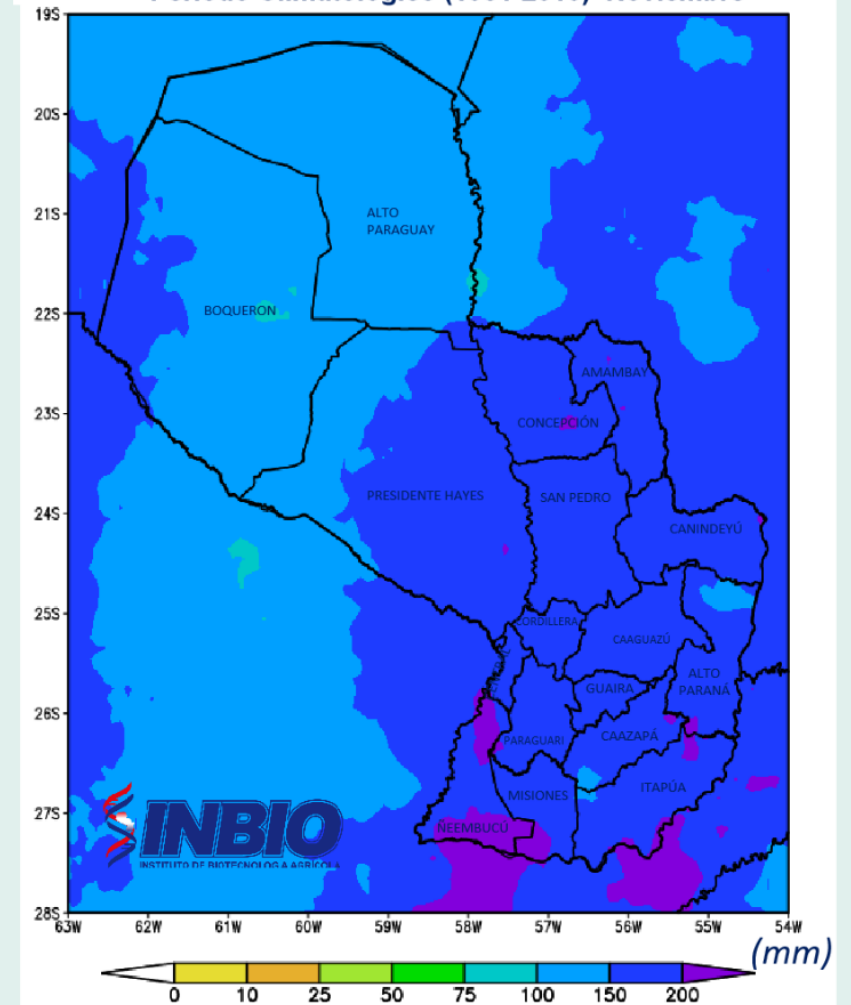 19S
20S
21S
22S
23S
24S
25S
26S
27S
28S
ALTO
PARAGUAY
BOQUERON
AMAMBAY
CONCEPCIÓN
PRESIDENTE HAYES
SAN PEDRO
CANINDEYÚ
CORDILLERA
CAAGUAZÚ
CENTRAL
ALTO
PARANÁ
GUAIRA
PARAGUARI
CAAZAPÁ
MISIONES
ITAPÚA
ÑEEMBUCÚ
INBIO
INSTITUTO DE BIOTECNOLOG A AGRÍCOLA
63W 62W 61W 60W 59W 58W 57W 56W 55W 54W
(mm)
0 10 25 50 75 100 150 200